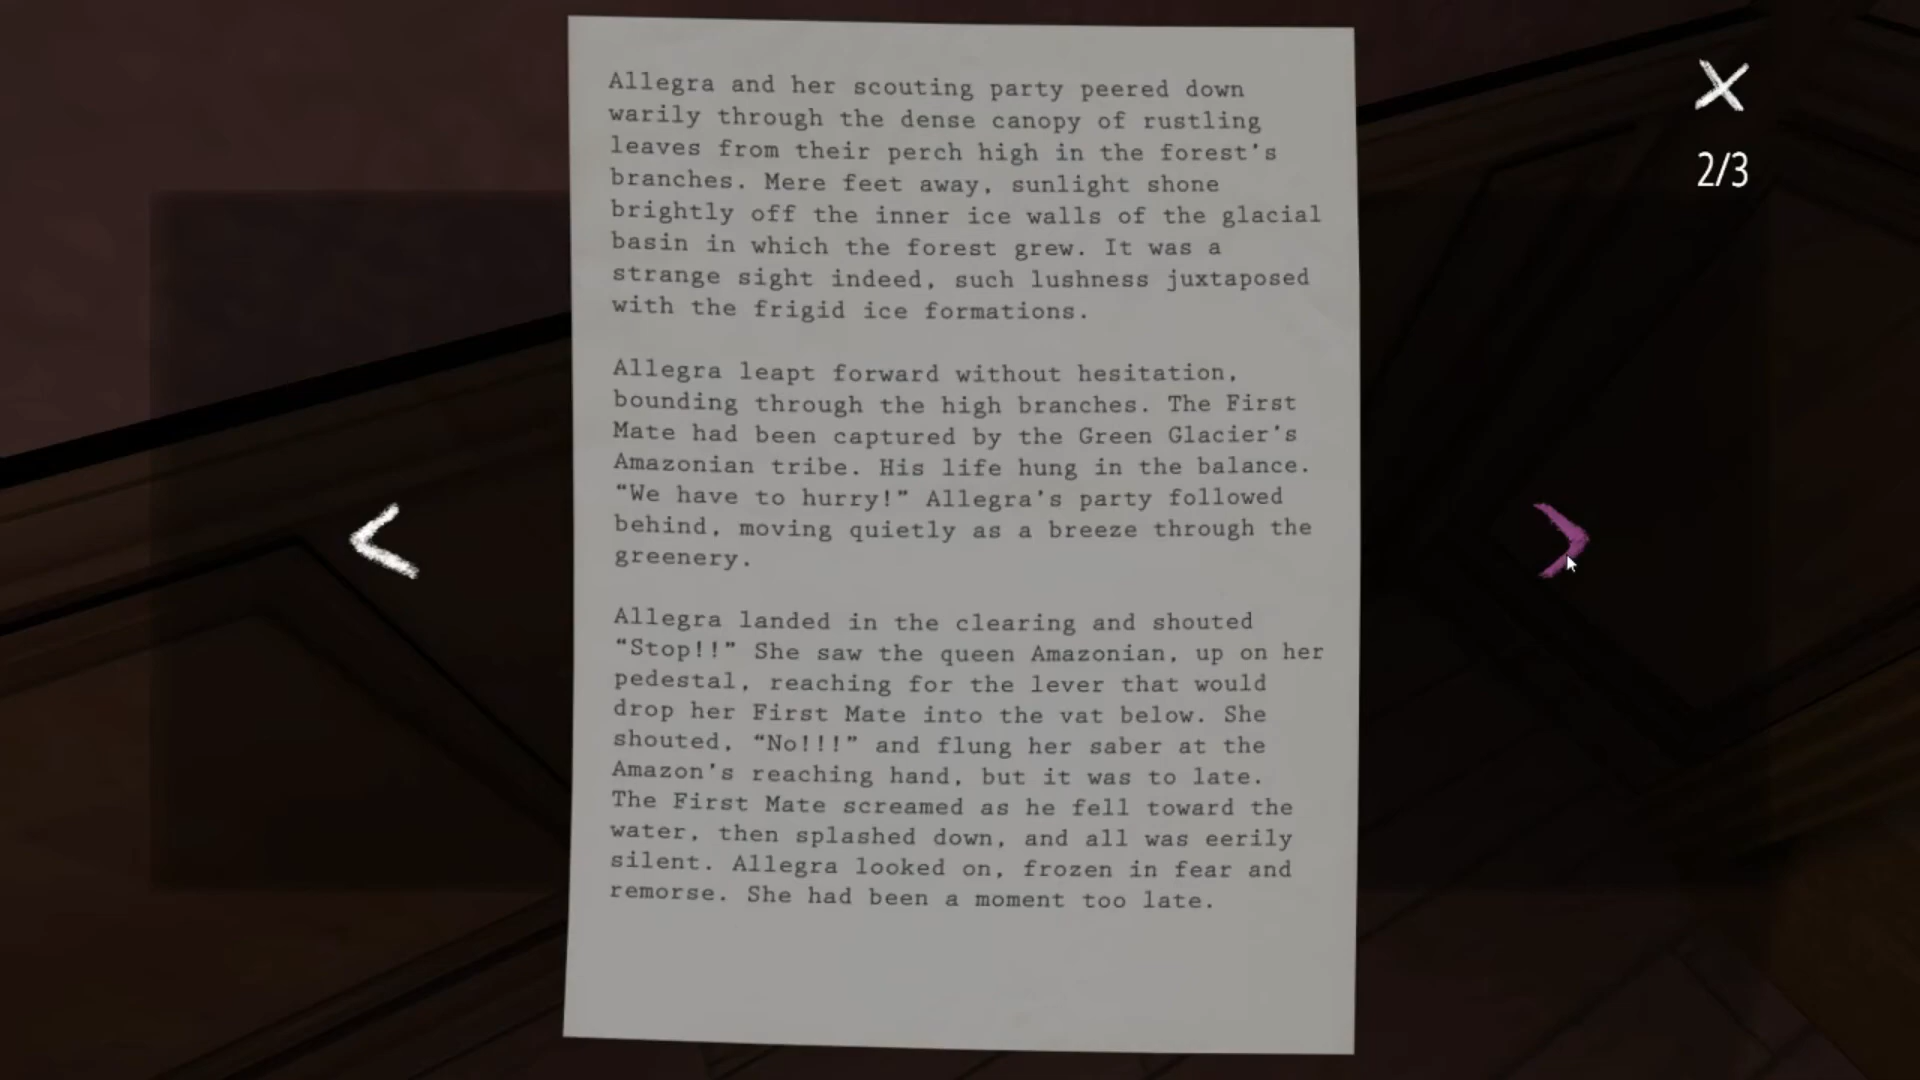 Allegra and her scouting party peered down
warily through the dense canopy of rustling
leaves from their perch high in the forest's
branches. Mere feet away, sunlight shone
brightly off the inner ice walls of the glacial
basin in which the forest grew. It was a
strange sight indeed, such lushness juxtaposed
with the frigid ice formations.
Allegra leapt forward without hesitation,
bounding through the high branches. The First
Mate had been captured by the Green Glacier's
Amazonian tribe. His life hung in the balance.
“We have to hurry!” Allegra's party followed
behind, moving quietly as a breeze through the
greenery.
Allegra landed in the clearing and shouted
“Stop!!” She saw the queen Amazonian, up on her
pedestal, reaching for the lever that would
drop her First Mate into the vat below. She
shouted, “No!!!” and flung her saber at the
Amazon's reaching hand, but it was to late.
The First Mate screamed as he fell toward the
water, then splashed down, and all was eerily
silent. Allegra looked on, frozen in fear and
remorse. She had been a moment too late.
2/3